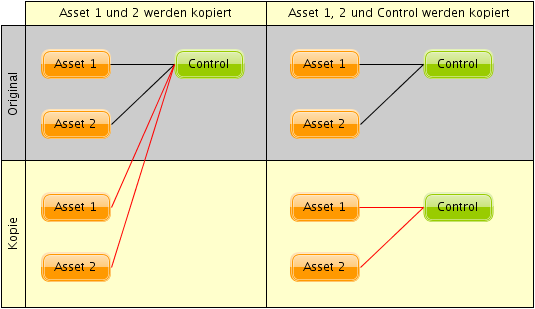 Asset 1 und 2 werden kopiert
Asset 1, 2 und Control werden kopiert
Original
Asset 1
Control
Asset 2
Asset 1
Control
Asset 2
Kopie
Asset 1
Asset 2
Asset 1
Control
Asset 2